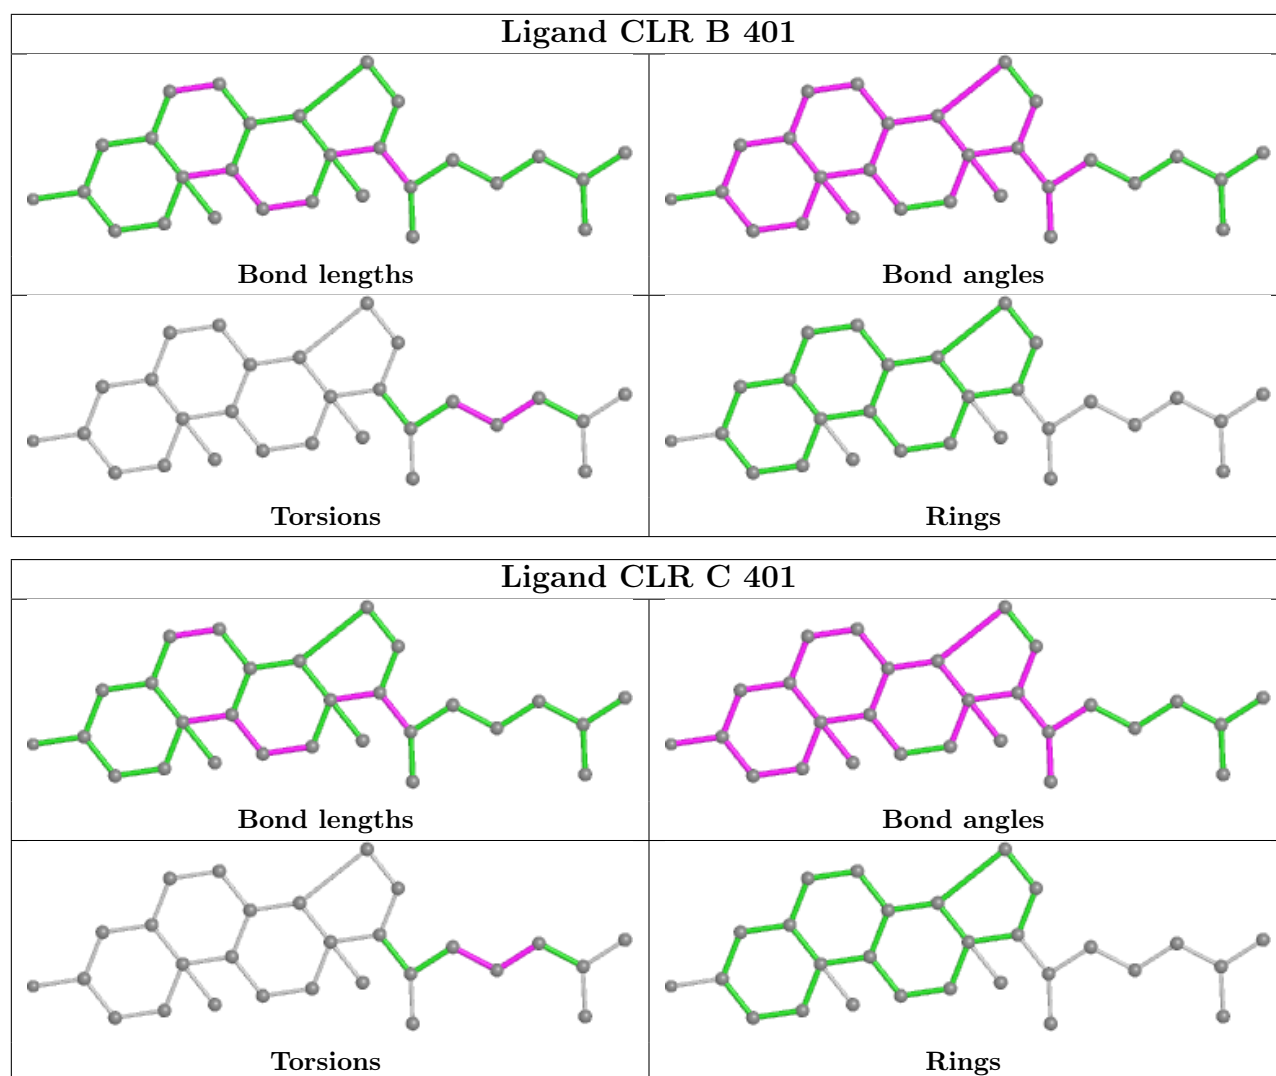 Ligand CLR B 401
Bond lengths
Bond angles
Torsions
Rings
Ligand CLR C 401
Bond lengths
Bond angles
Torsions
Rings